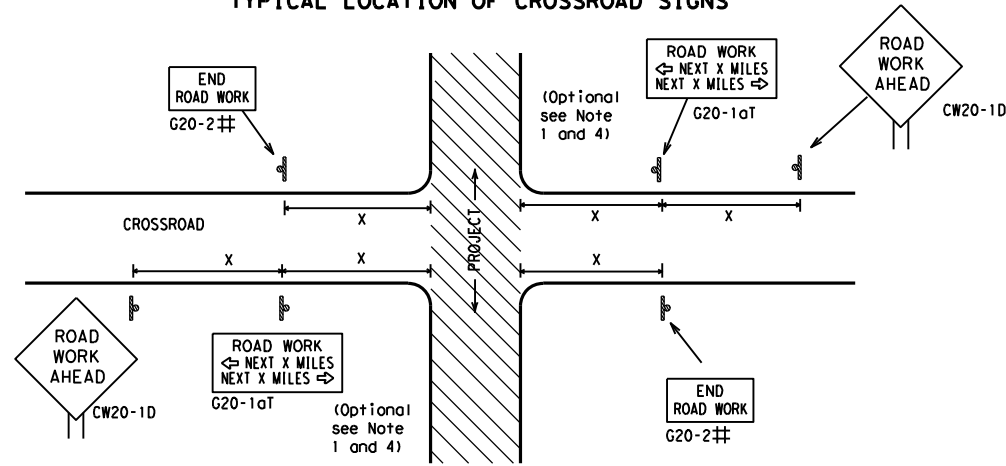 TYPICAL LOCATION OF CROSSROAD SIGNS
END
ROAD WORK
G20-2#
(Optional
see Note
1 and 4)
ROAD WORK
⇦ NEXT X MILES
NEXT X MILES ⇨
G20-1aT
ROAD
WORK
AHEAD
CW20-1D
CROSSROAD
X
X
X
PROJECT
X
X
X
ROAD
WORK
AHEAD
CW20-1D
ROAD WORK
⇦ NEXT X MILES
NEXT X MILES ⇨
G20-1aT
(Optional
see Note
1 and 4)
END
ROAD WORK
G20-2#